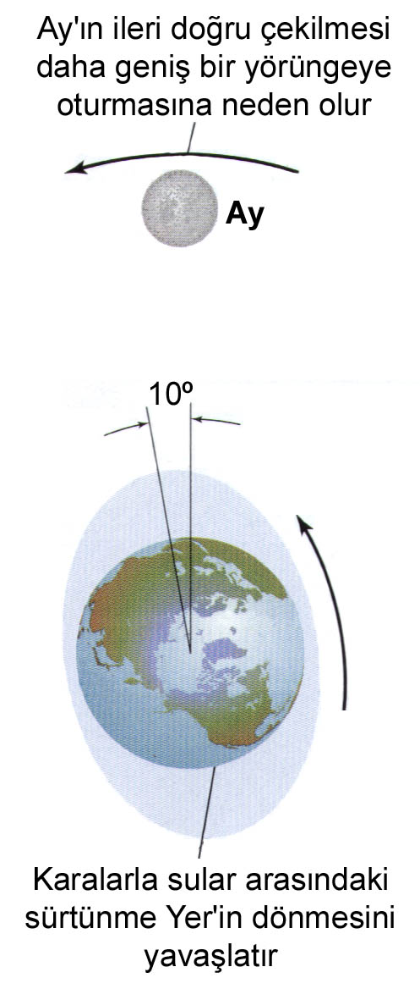 Ay'ın ileri doğru çekilmesi
daha geniş bir yörüngeye
oturmasına neden olur
Ay
10º
Karalarla sular arasındaki
sürtünme Yer'in dönmesini
yavaşlatır